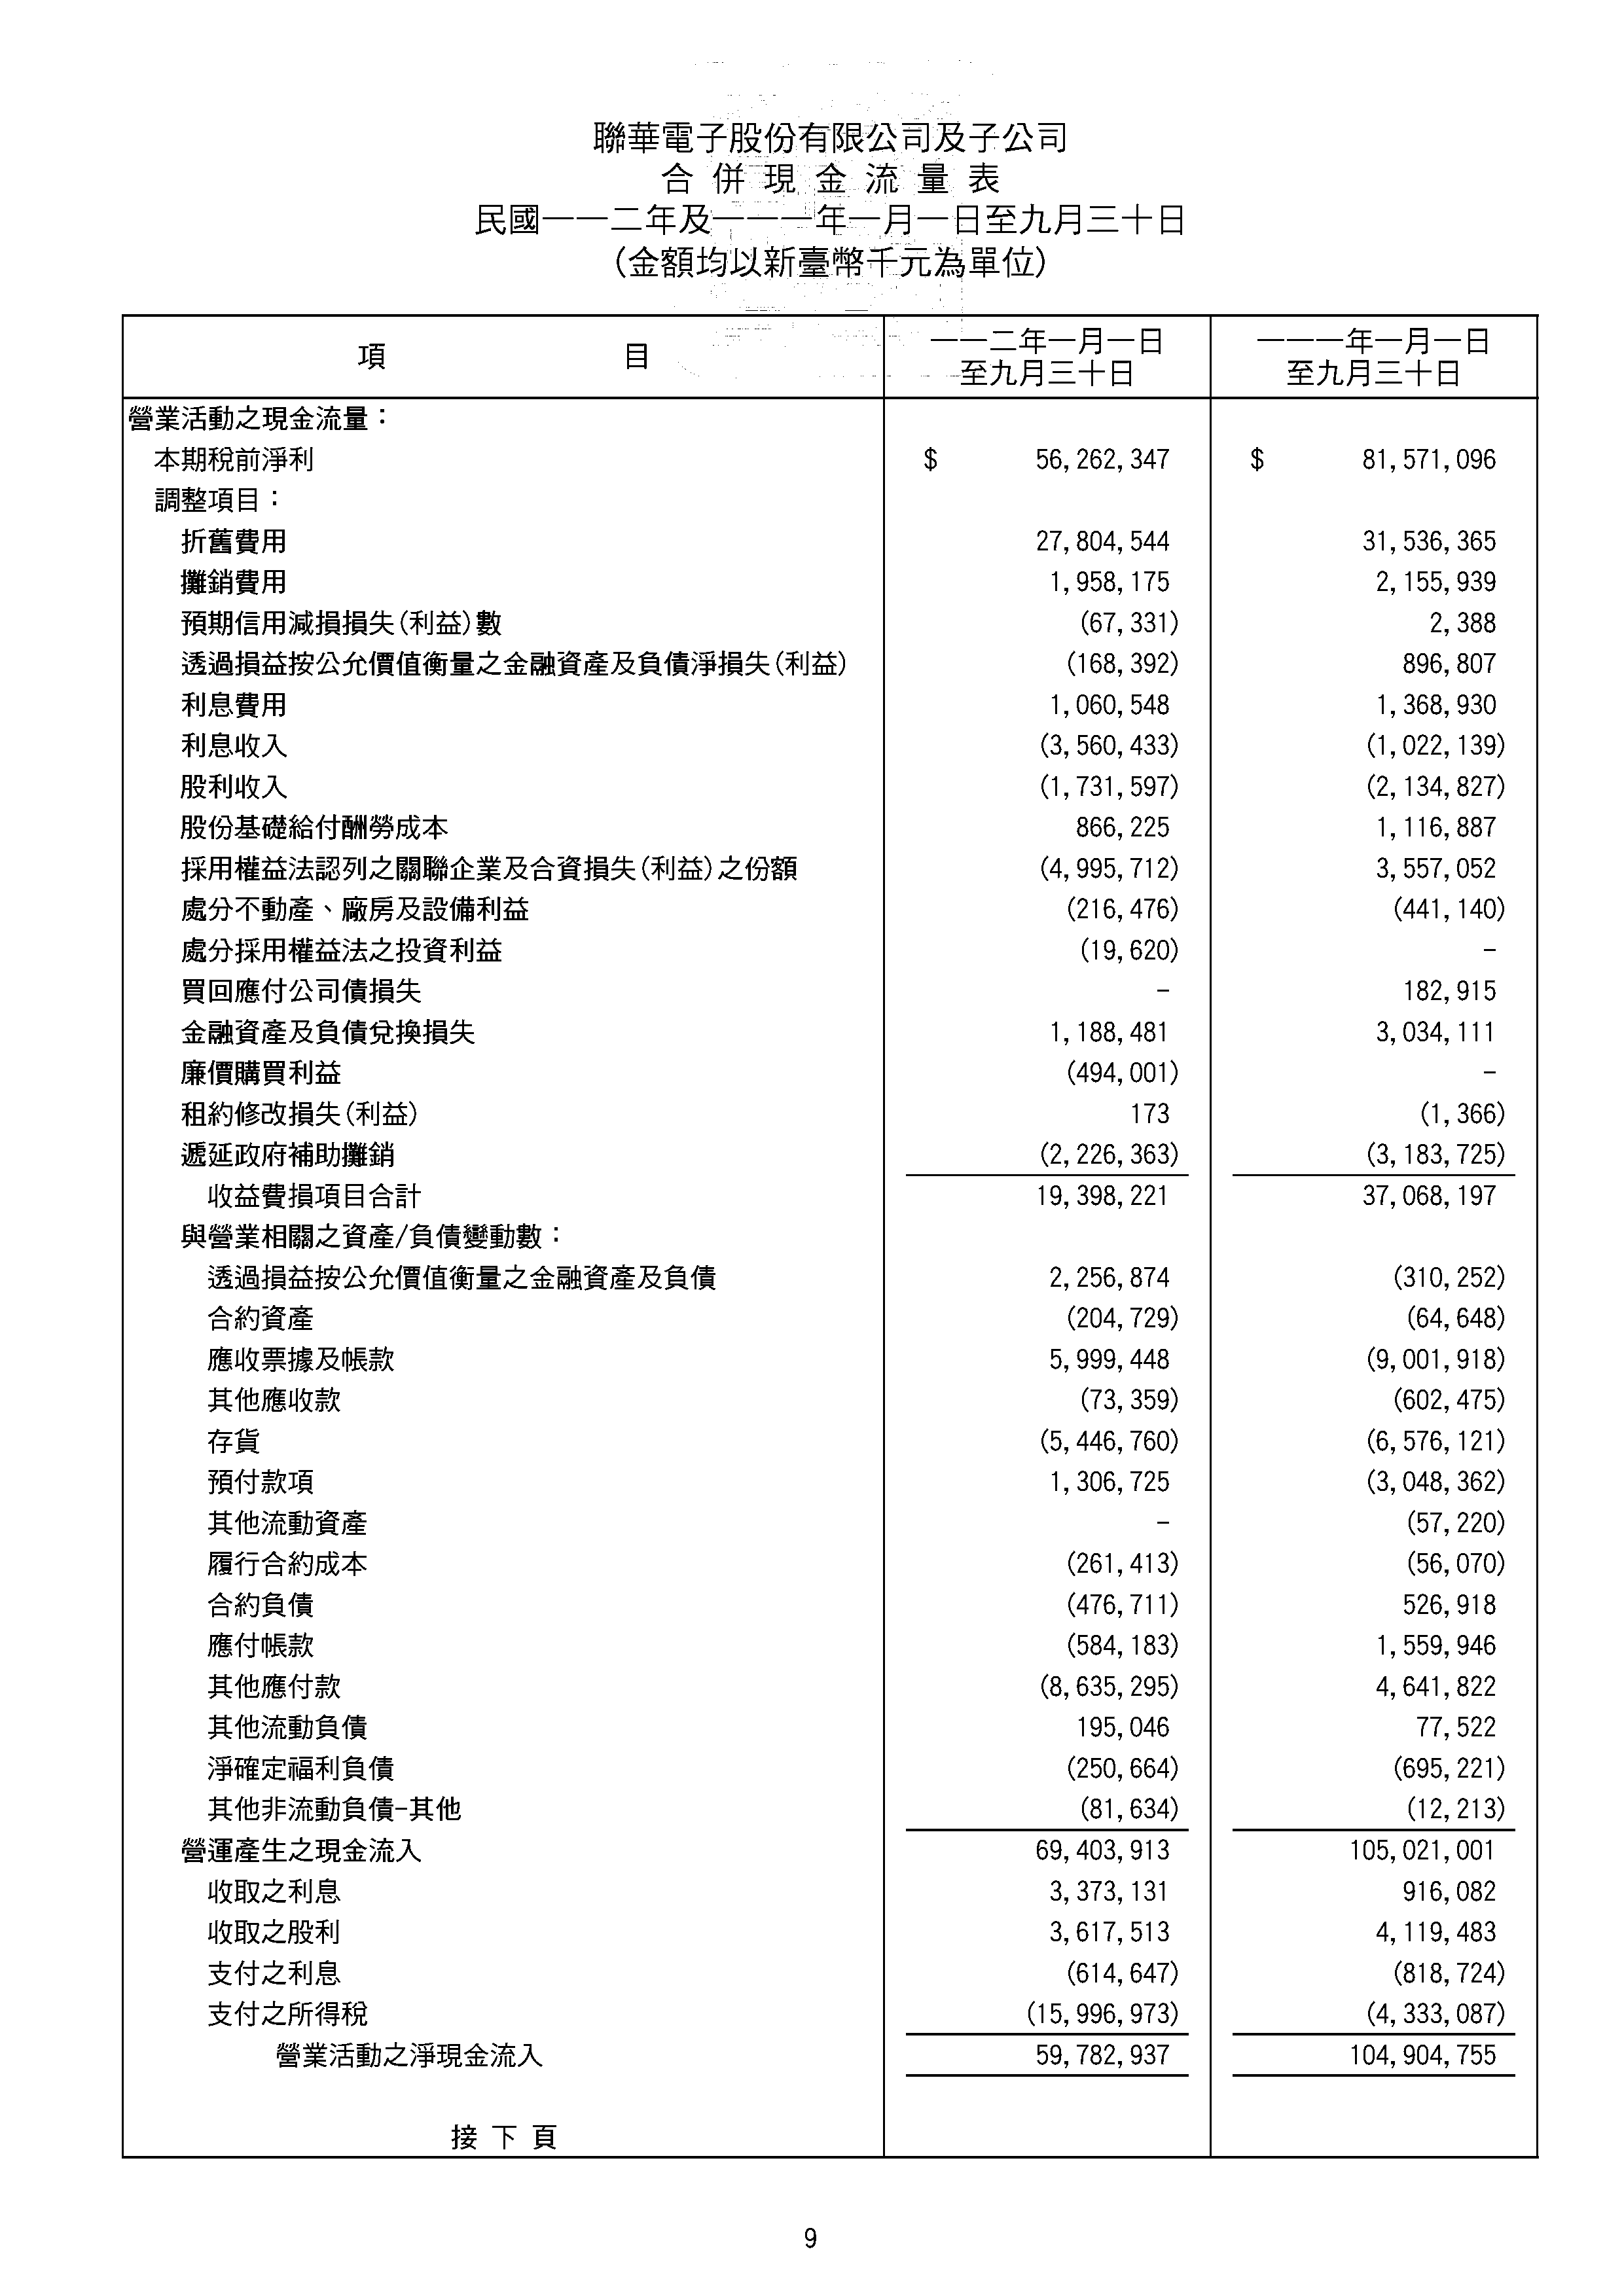 聯華電子股份有限公司及子公司
合併現金流量表
民國一一二年及一一一年一月一日至九月三十日
(金額均以新臺幣千元為單位)
項 目 一一二年一月一日至九月三十日 一一一年一月一日至九月三十日
營業活動之現金流量：
本期稅前淨利 $ 56,262,347 $ 81,571,096
調整項目：
折舊費用 27,804,544 31,536,365
攤銷費用 1,958,175 2,155,939
預期信用減損損失(利益)數 (67,331) 2,388
透過損益按公允價值衡量之金融資產及負債淨損失(利益) (168,392) 896,807
利息費用 1,060,548 1,368,930
利息收入 (3,560,433) (1,022,139)
股利收入 (1,731,597) (2,134,827)
股份基礎給付酬勞成本 866,225 1,116,887
採用權益法認列之關聯企業及合資損失(利益)之份額 (4,995,712) 3,557,052
處分不動產、廠房及設備利益 (216,476) (441,140)
處分採用權益法之投資利益 (19,620) -
買回應付公司債損失 - 182,915
金融資產及負債兌換損失 1,188,481 3,034,111
廉價購買利益 (494,001) -
租約修改損失(利益) 173 (1,366)
遞延政府補助攤銷 (2,226,363) (3,183,725)
收益費損項目合計 19,398,221 37,068,197
與營業相關之資產/負債變動數：
透過損益按公允價值衡量之金融資產及負債 2,256,874 (310,252)
合約資產 (204,729) (64,648)
應收票據及帳款 5,999,448 (9,001,918)
其他應收款 (73,359) (602,475)
存貨 (5,446,760) (6,576,121)
預付款項 1,306,725 (3,048,362)
其他流動資產 - (57,220)
履行合約成本 (261,413) (56,070)
合約負債 (476,711) 526,918
應付帳款 (584,183) 1,559,946
其他應付款 (8,635,295) 4,641,822
其他流動負債 195,046 77,522
淨確定福利負債 (250,664) (695,221)
其他非流動負債-其他 (81,634) (12,213)
營運產生之現金流入 69,403,913 105,021,001
收取之利息 3,373,131 916,082
收取之股利 3,617,513 4,119,483
支付之利息 (614,647) (818,724)
支付之所得稅 (15,996,973) (4,333,087)
營業活動之淨現金流入 59,782,937 104,904,755
接下頁
9